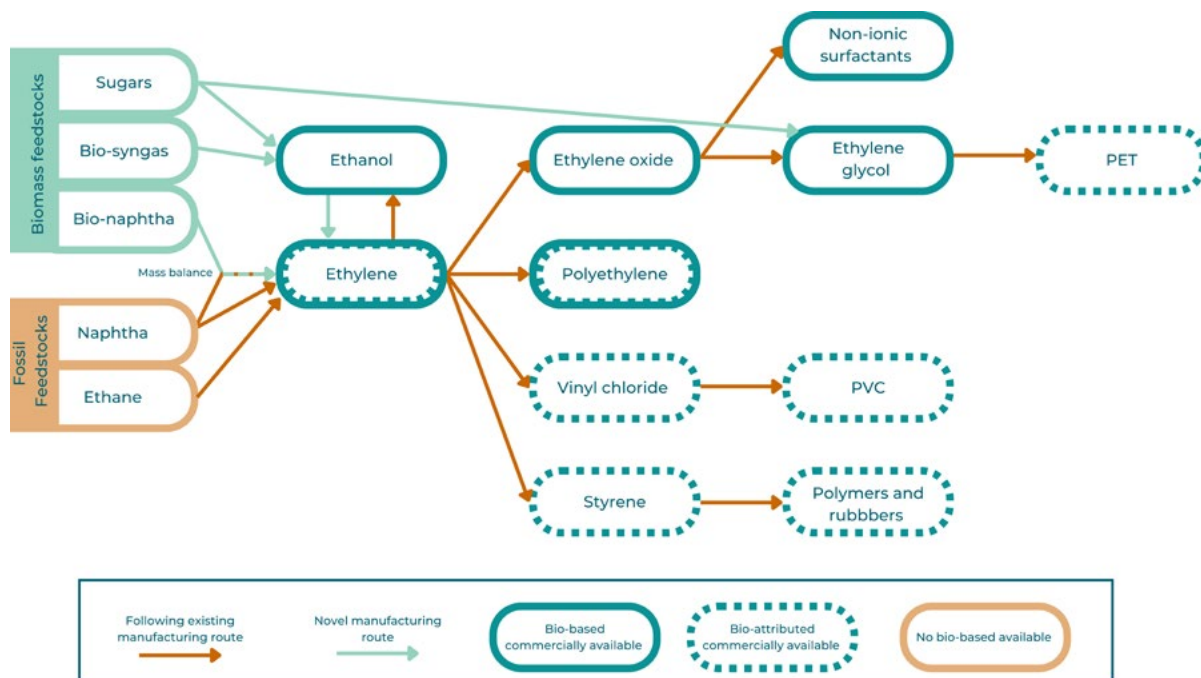 Biomass feedstocks
Sugars
Bio-syngas
Bio-naphtha
Mass balance
Fossil
Feedstocks
Naphtha
Ethane
Ethanol
Ethylene
Ethylene oxide
Polyethylene
Vinyl chloride
Styrene
Non-ionic
surfactants
Ethylene
glycol
PET
PVC
Polymers and
rubbbers
Following existing
manufacturing route
Novel manufacturing
route
Bio-based
commercially available
Bio-attributed
commercially available
No bio-based available